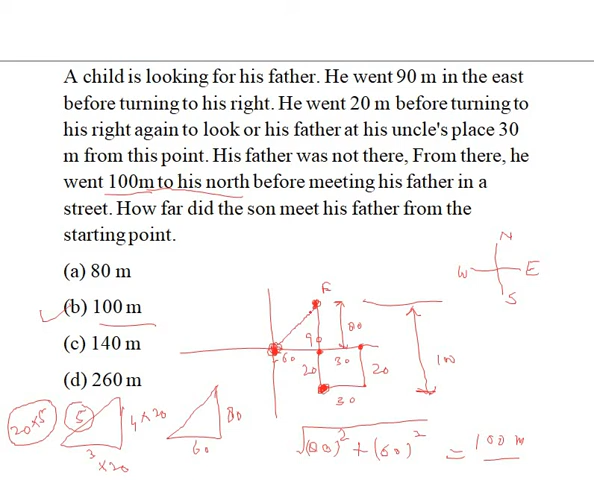 A child is looking for his father. He went 90 m in the east
before turning to his right. He went 20 m before turning to
his right again to look or his father at his uncle's place 30
m from this point. His father was not there, From there, he
went 100m to his north before meeting his father in a
street. How far did the son meet his father from the
starting point.
(a) 80 m
(b) 100 m
(c) 140 m
(d) 260 m
N
W E
S
F
80
90
60 30
20 20
30
100
20×5
5
4×20
3
×20
80
60
√(80)² + (60)² = 100 m